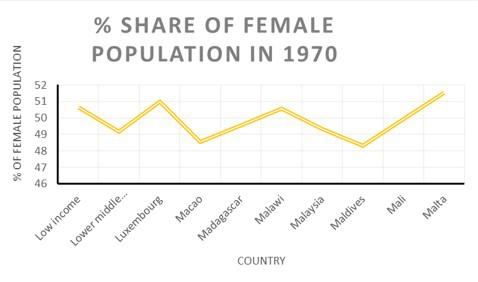 % SHARE OF FEMALE
POPULATION IN 1970
% OF FEMALE POPULATION
52
51
50
49
48
47
46
Low income
Lower middle...
Luxembourg
Macao
Madagascar
Malawi
Malaysia
Maldives
Mali
Malta
COUNTRY